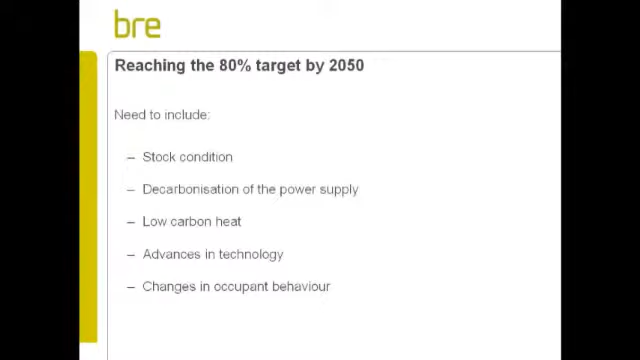 bre
Reaching the 80% target by 2050
Need to include:
– Stock condition
– Decarbonisation of the power supply
– Low carbon heat
– Advances in technology
– Changes in occupant behaviour